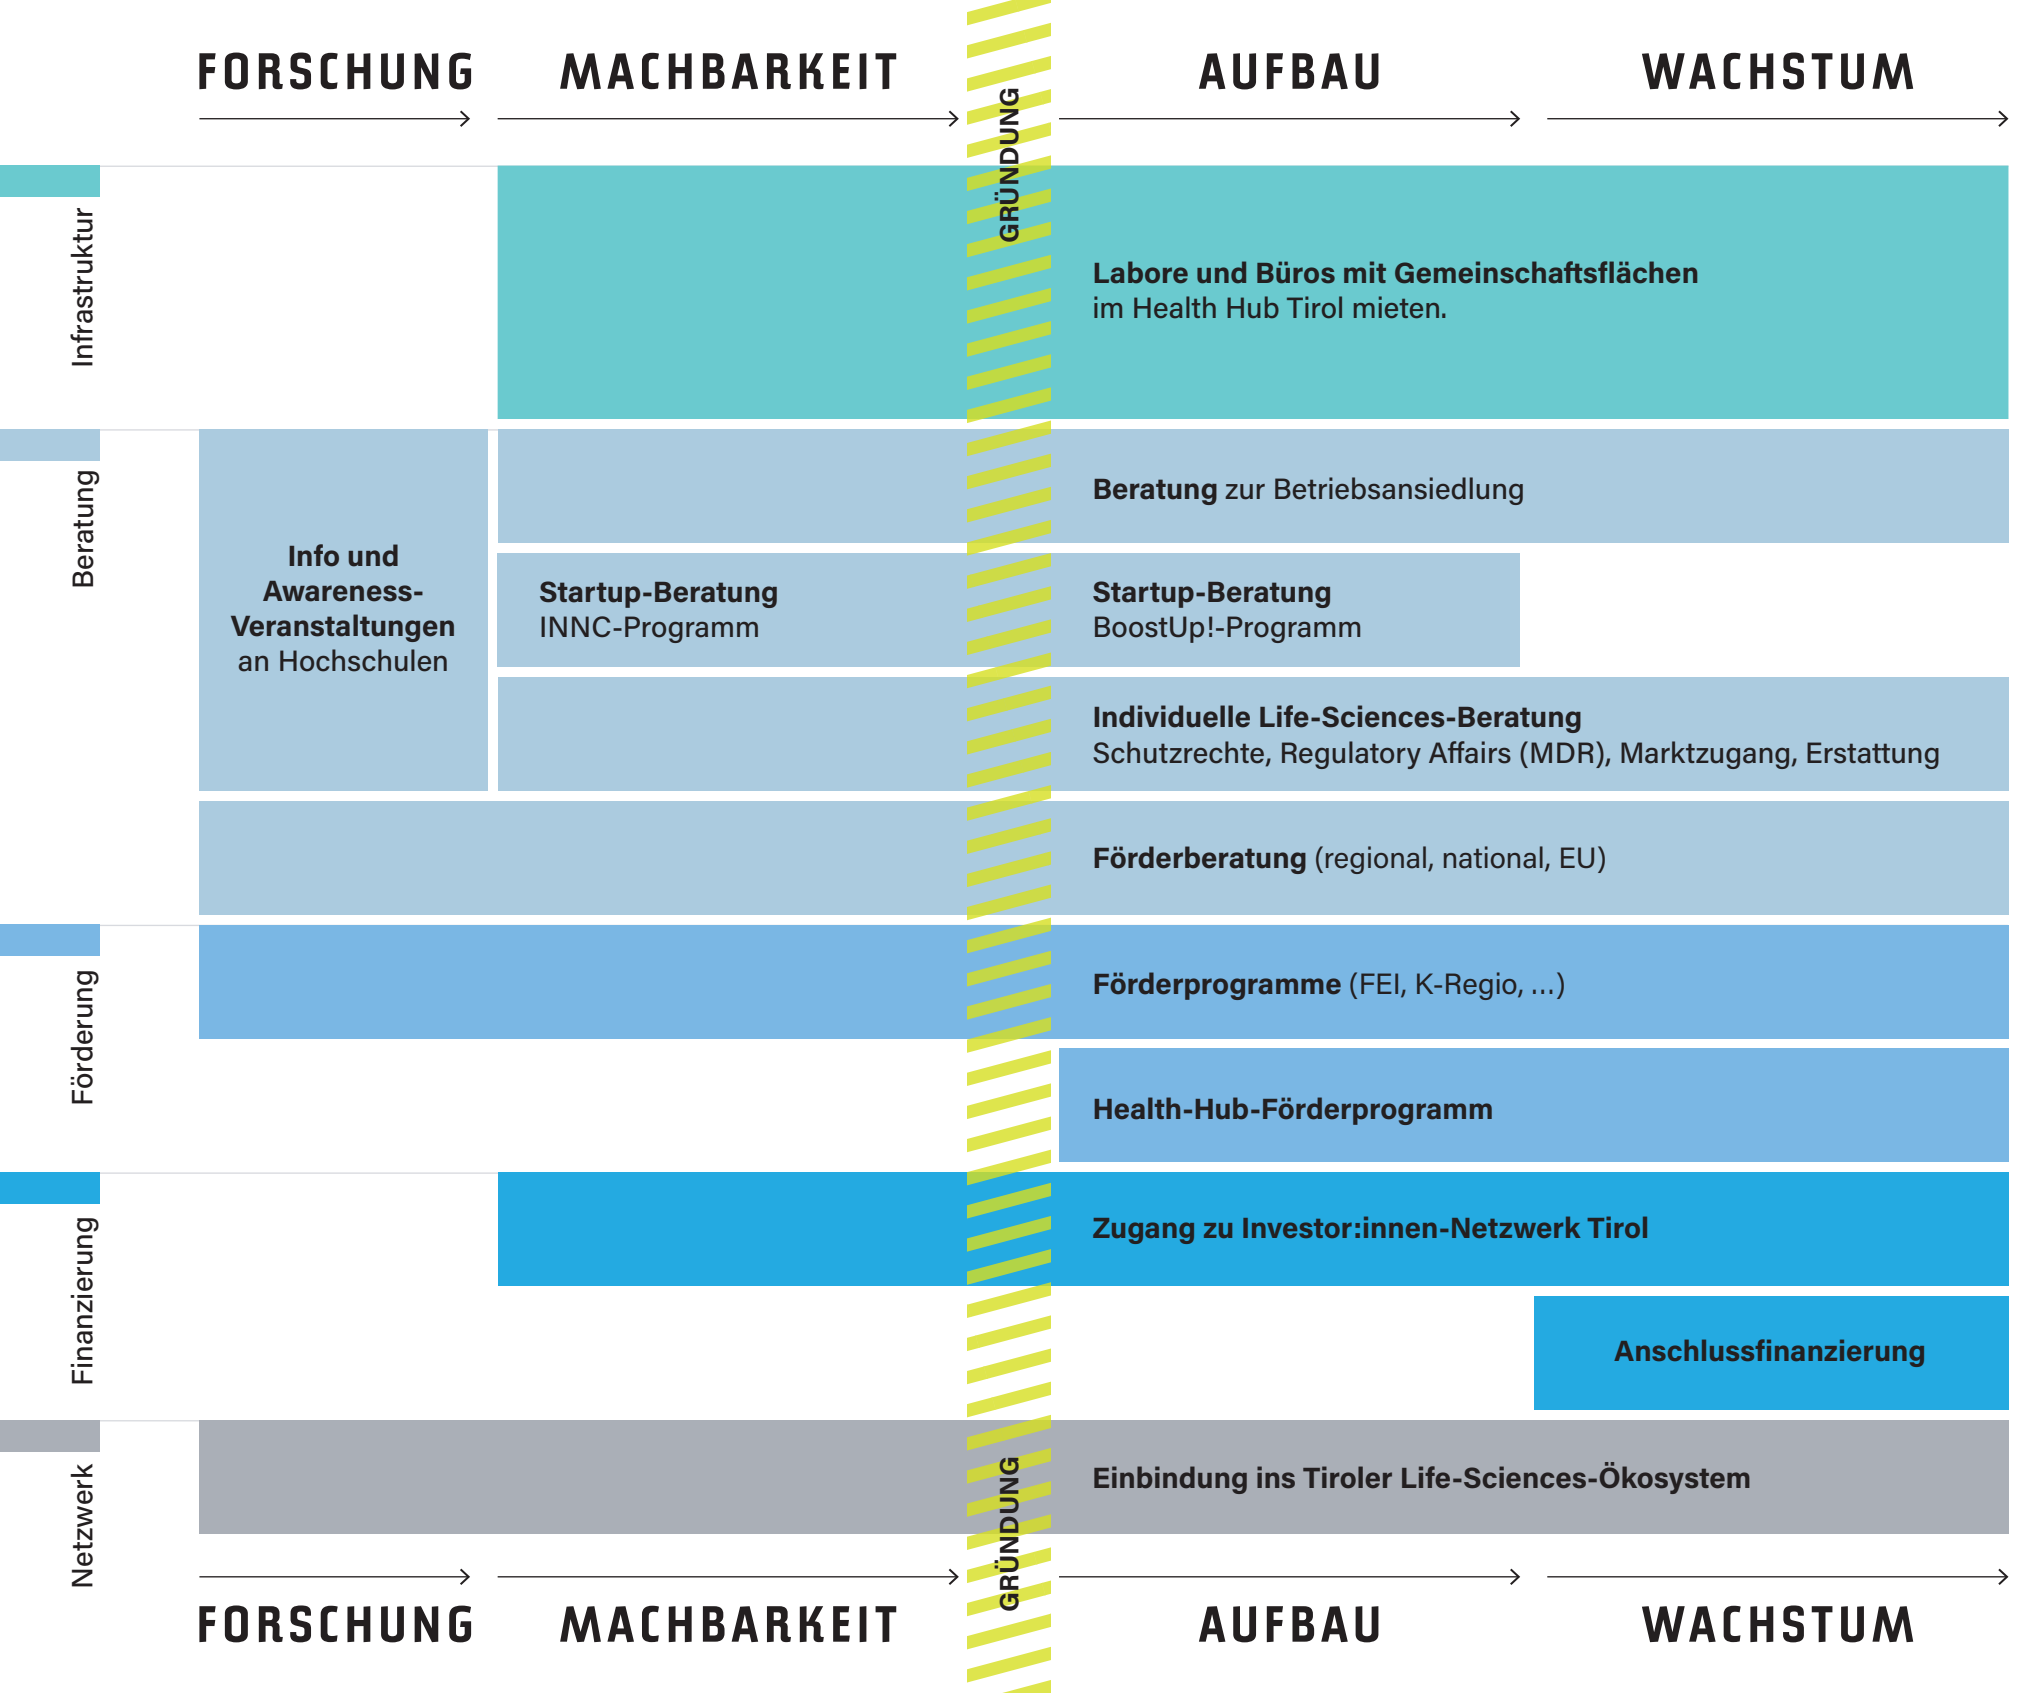 FORSCHUNG
MACHBARKEIT
GRÜNDUNG
AUFBAU
WACHSTUM
Infrastruktur
Labore und Büros mit Gemeinschaftsflächen
im Health Hub Tirol mieten.
Beratung
Info und
Awareness-
Veranstaltungen
an Hochschulen
Beratung zur Betriebsansiedlung
Startup-Beratung
INNC-Programm
Startup-Beratung
BoostUp!-Programm
Individuelle Life-Sciences-Beratung
Schutzrechte, Regulatory Affairs (MDR), Marktzugang, Erstattung
Förderberatung (regional, national, EU)
Förderung
Förderprogramme (FEI, K-Regio, ...)
Health-Hub-Förderprogramm
Finanzierung
Zugang zu Investor:innen-Netzwerk Tirol
Anschlussfinanzierung
Netzwerk
Einbindung ins Tiroler Life-Sciences-Ökosystem
FORSCHUNG
MACHBARKEIT
GRÜNDUNG
AUFBAU
WACHSTUM